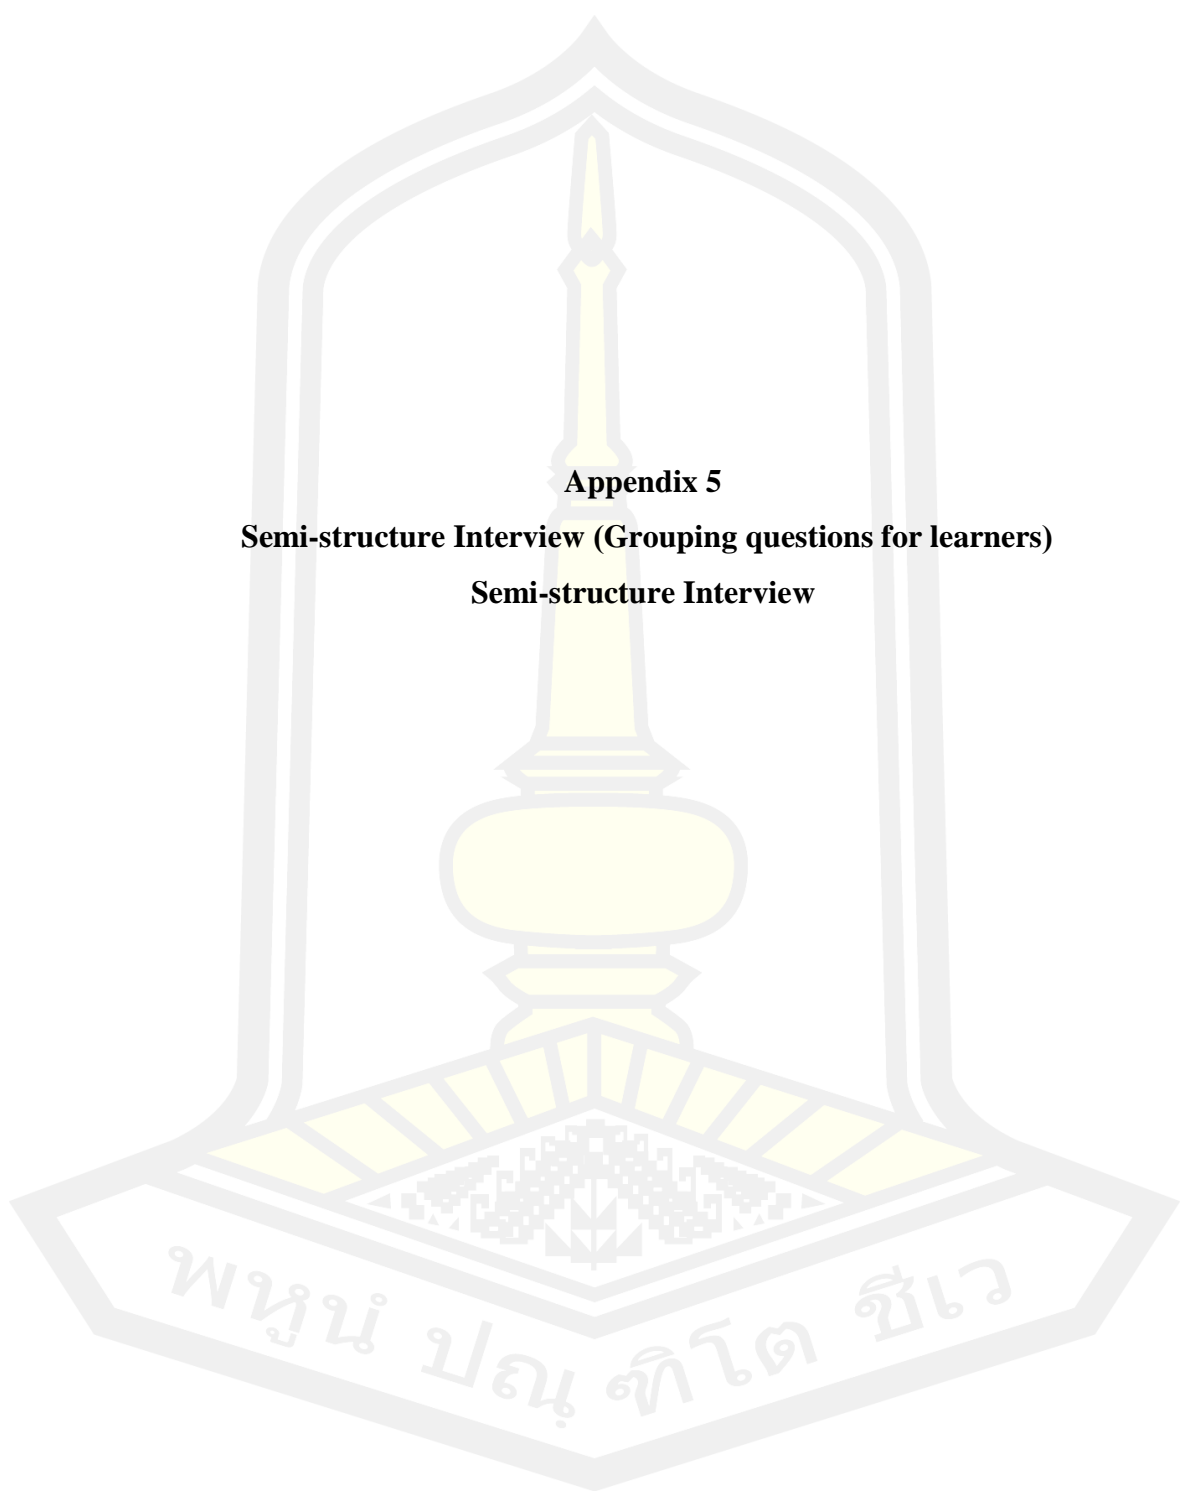 Appendix 5
Semi-structure Interview (Grouping questions for learners)
Semi-structure Interview
พหูนํ ปณฺฑิโต ชีเว